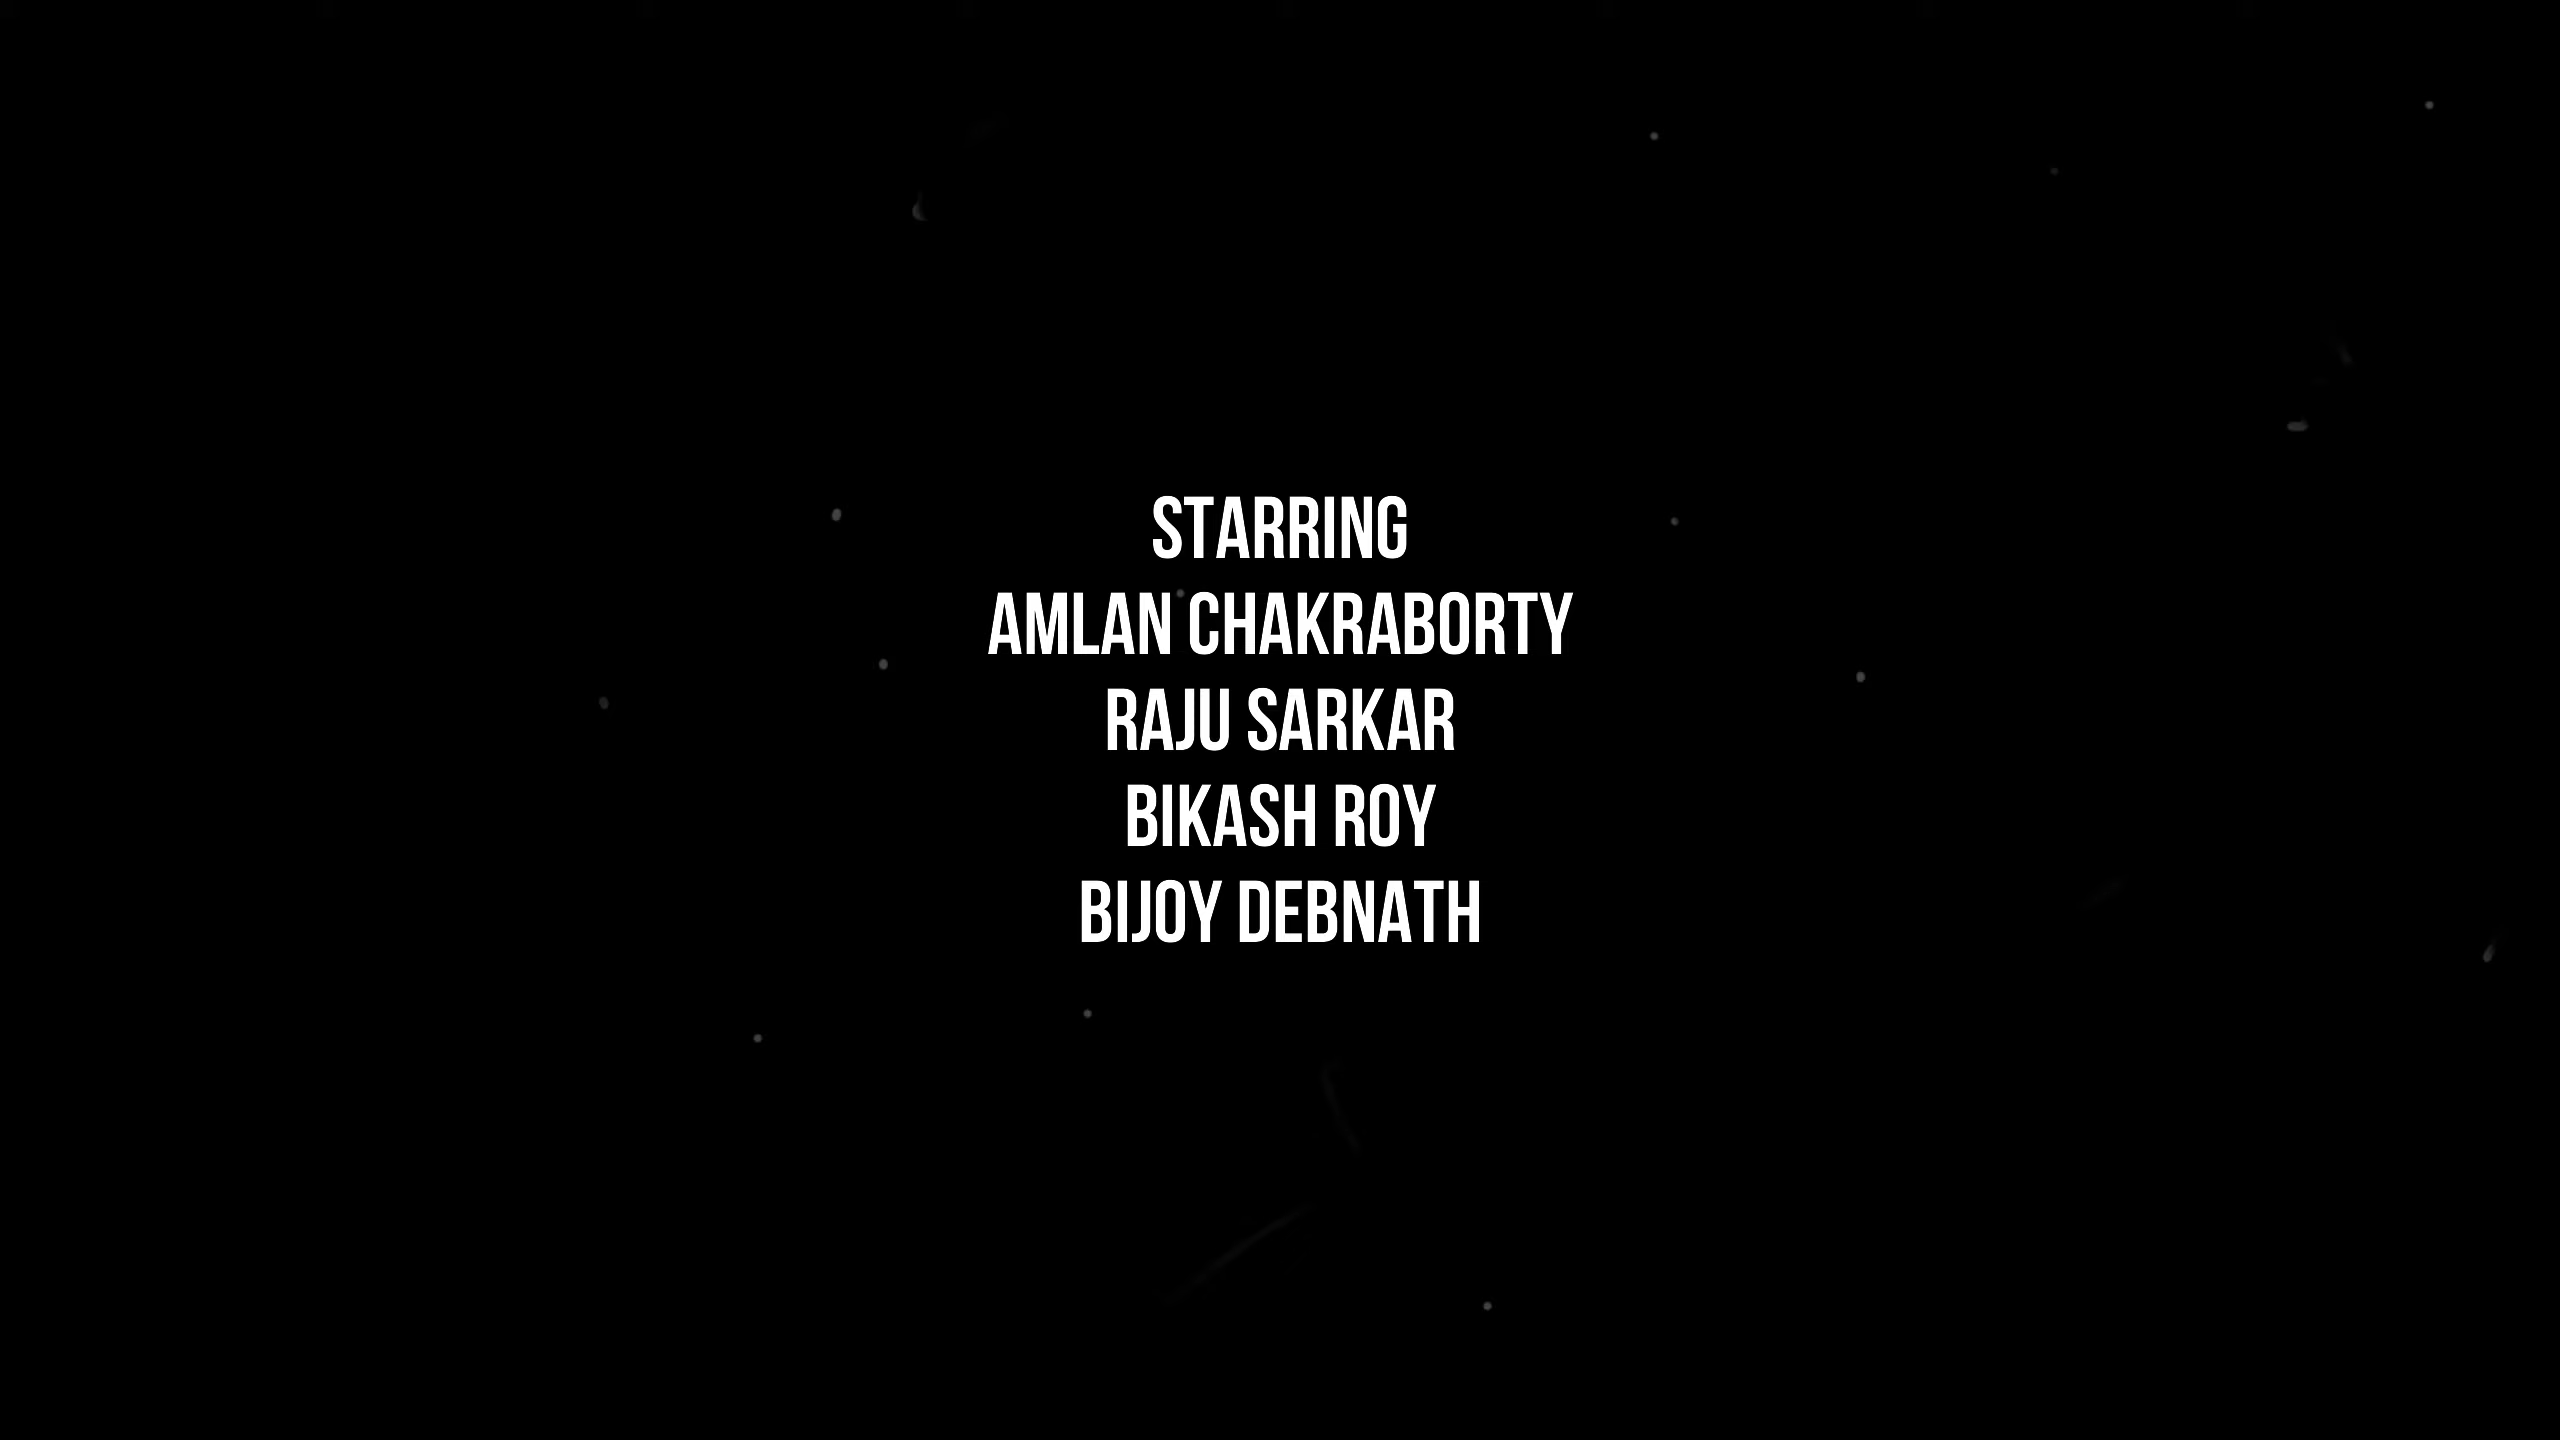 STARRING
AMLAN CHAKRABORTY
RAJU SARKAR
BIKASH ROY
BIJOY DEBNATH